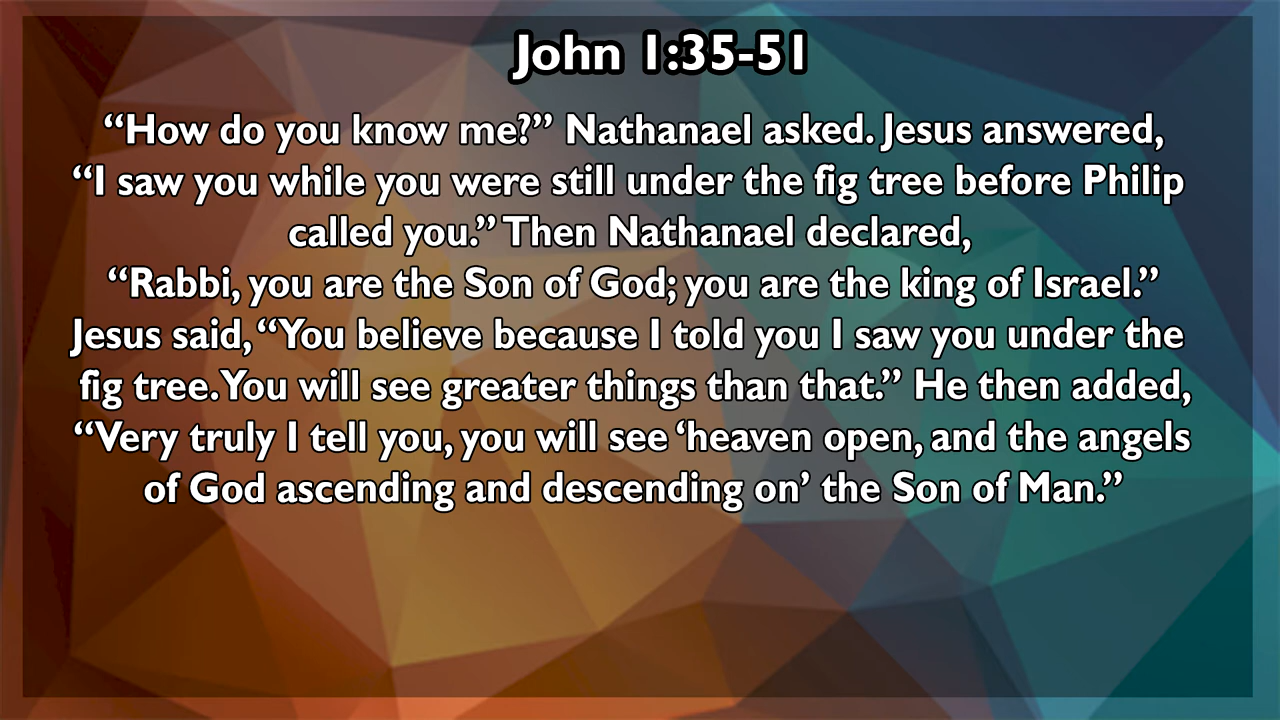 John 1:35-51
“How do you know me?” Nathanael asked. Jesus answered,
“I saw you while you were still under the fig tree before Philip
called you.” Then Nathanael declared,
“Rabbi, you are the Son of God; you are the king of Israel.”
Jesus said, “You believe because I told you I saw you under the
fig tree. You will see greater things than that.” He then added,
“Very truly I tell you, you will see ‘heaven open, and the angels
of God ascending and descending on’ the Son of Man.”